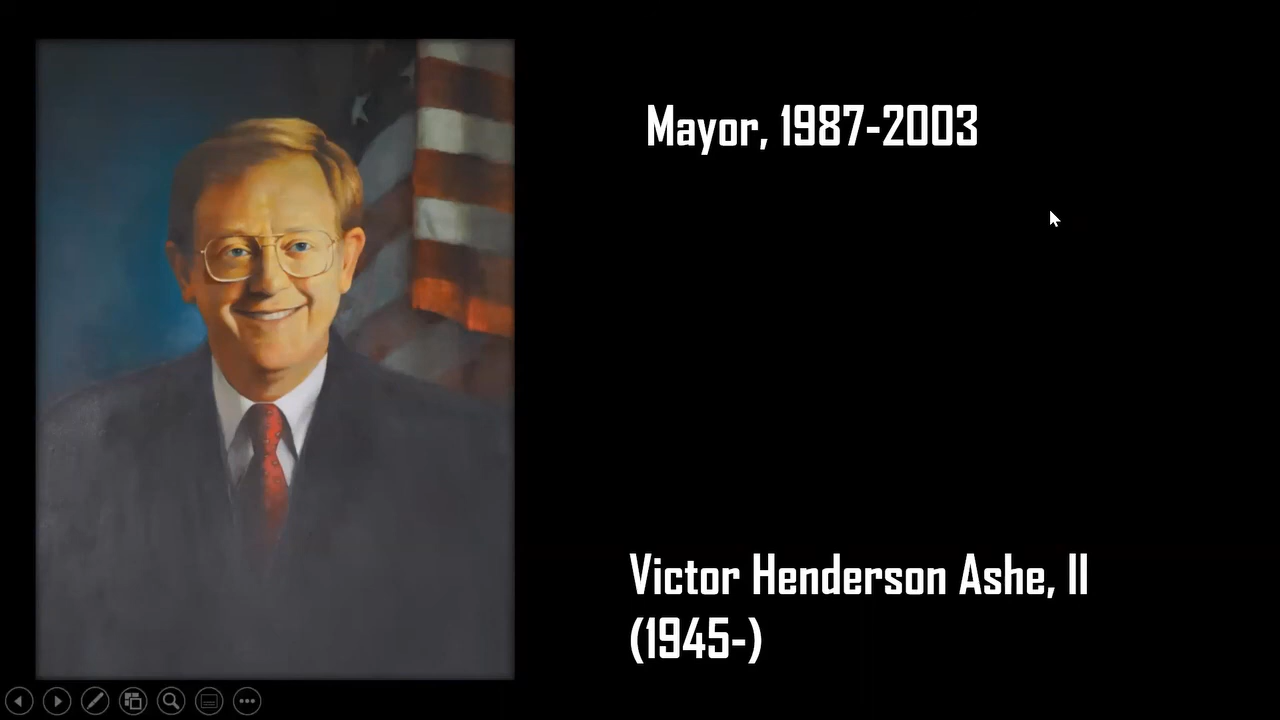 Mayor, 1987-2003
Victor Henderson Ashe, II
(1945-)